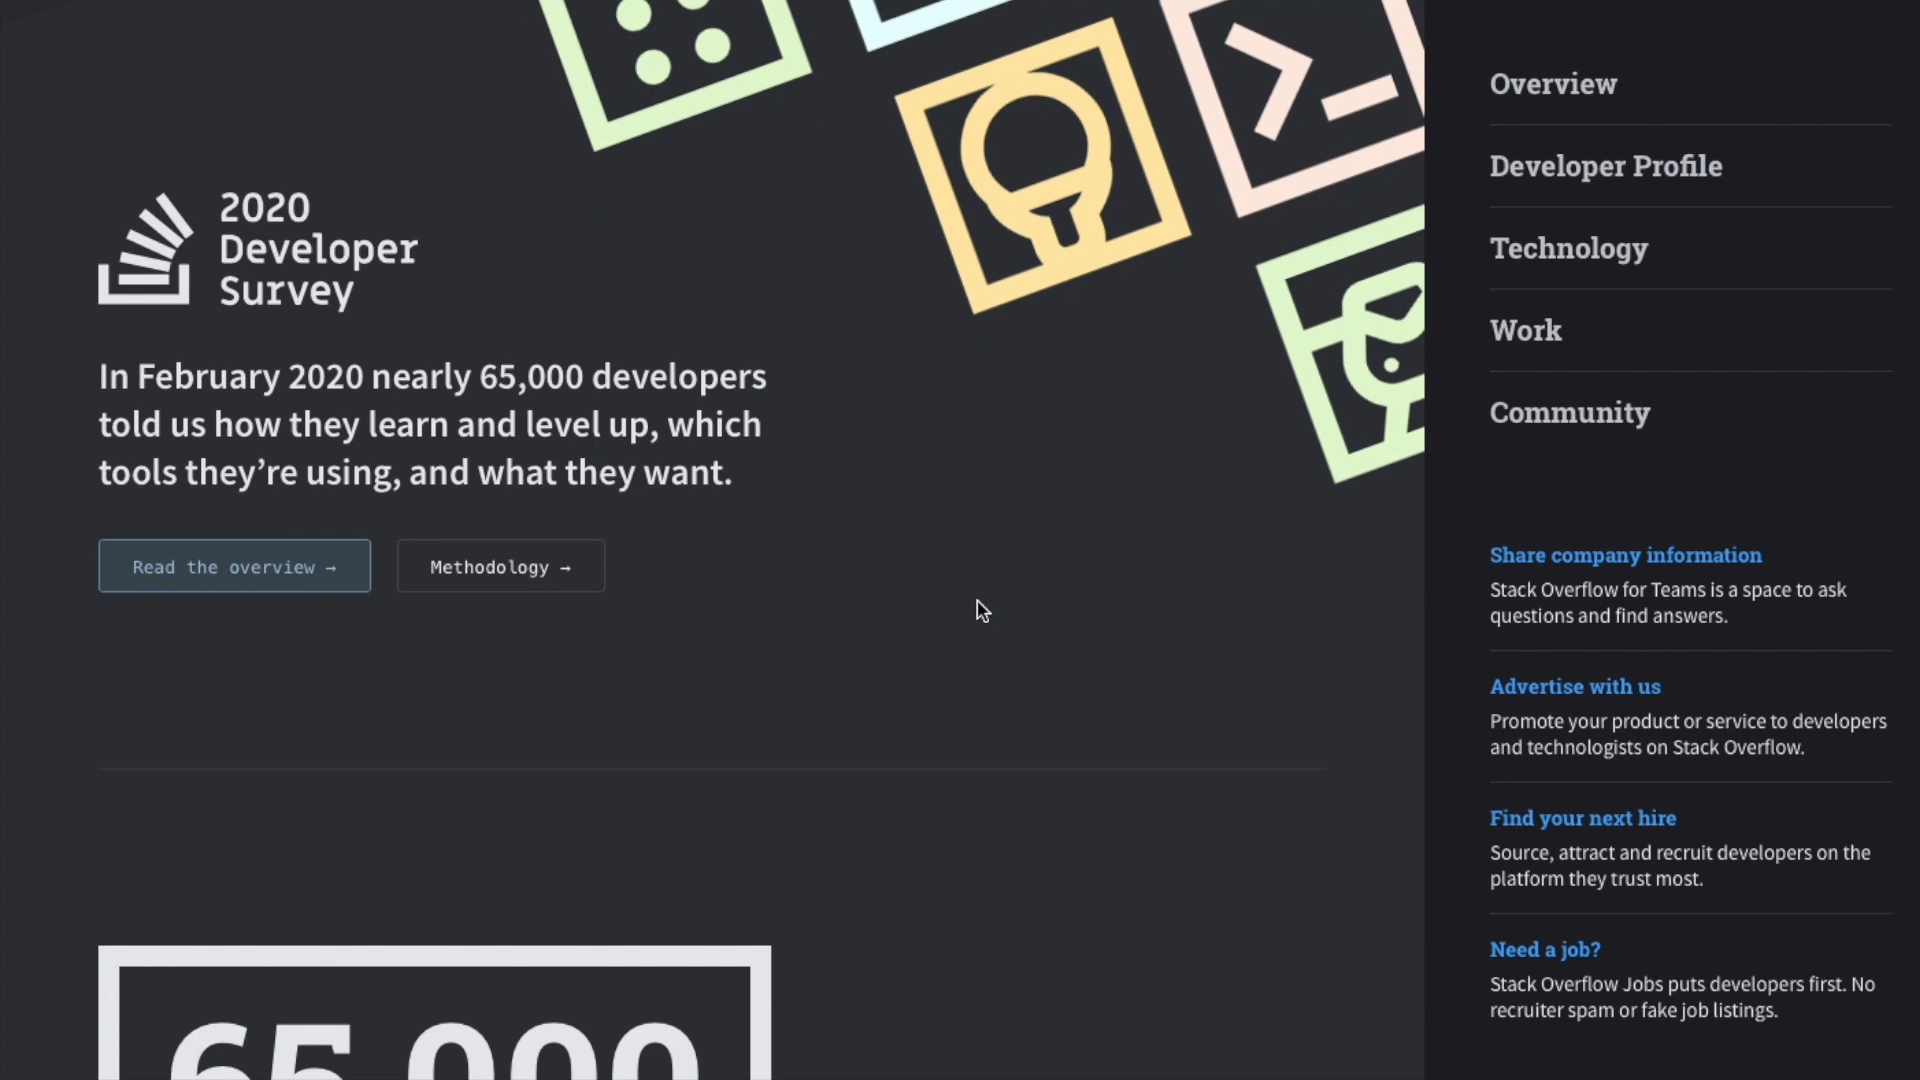 2020
Developer
Survey
In February 2020 nearly 65,000 developers
told us how they learn and level up, which
tools they’re using, and what they want.
Read the overview →
Methodology →
65,000
Overview
Developer Profile
Technology
Work
Community
Share company information
Stack Overflow for Teams is a space to ask
questions and find answers.
Advertise with us
Promote your product or service to developers
and technologists on Stack Overflow.
Find your next hire
Source, attract and recruit developers on the
platform they trust most.
Need a job?
Stack Overflow Jobs puts developers first. No
recruiter spam or fake job listings.